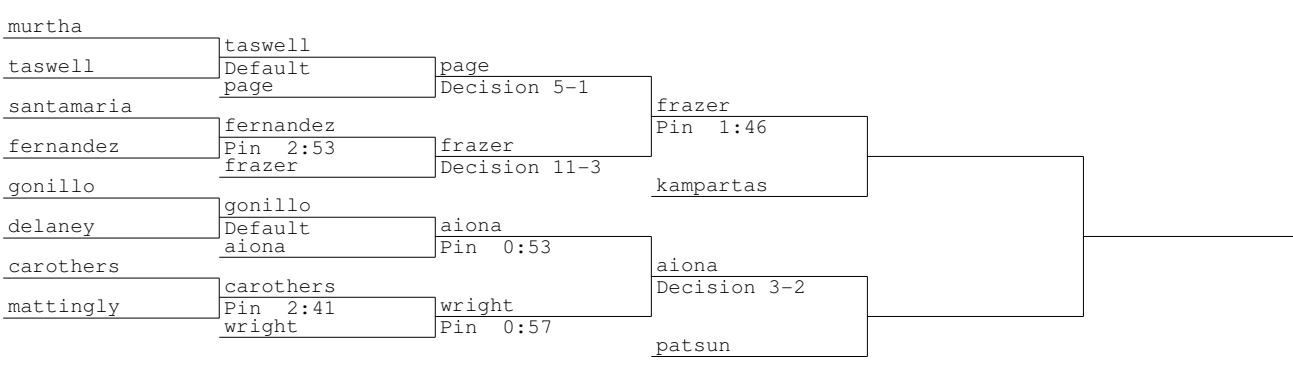 murtha
taswell
santamaria
fernandez
gonillo
delaney
carothers
mattingly
taswell
Default
page
fernandez
Pin 2:53
frazer
gonillo
Default
aiona
carothers
Pin 2:41
wright
page
Decision 5-1
frazer
Decision 11-3
aiona
Pin 0:53
wright
Pin 0:57
frazer
Pin 1:46
kampartas
aiona
Decision 3-2
patsun